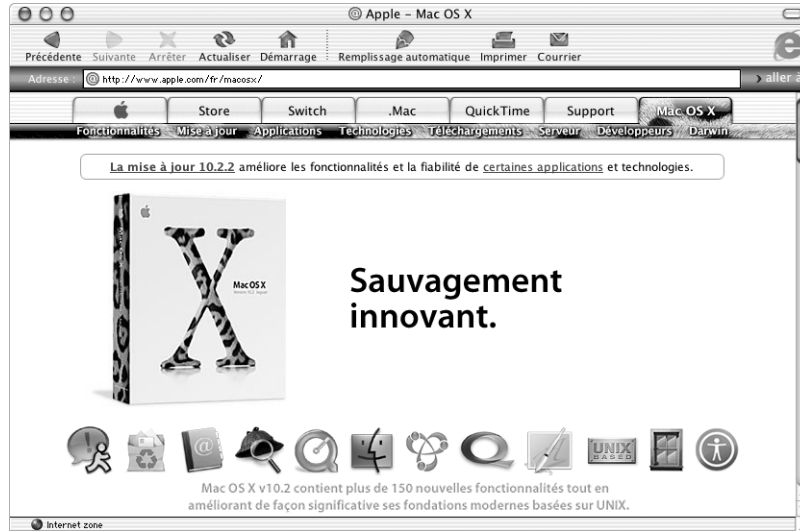 Apple – Mac OS X
Précédente Suivante Arrêter Actualiser Démarrage Remplissage automatique Imprimer Courrier
Adresse : http://www.apple.com/fr/macosx/ aller à
Store Switch .Mac QuickTime Support Mac OS X
Fonctionnalités Mise à jour Applications Technologies Téléchargements Serveur Développeurs Darwin
La mise à jour 10.2.2 améliore les fonctionnalités et la fiabilité de certaines applications et technologies.
Mac OS X
Sauvagement
innovant.
UNIX
BASED
Mac OS X v10.2 contient plus de 150 nouvelles fonctionnalités tout en
améliorant de façon significative ses fondations modernes basées sur UNIX.
Internet zone